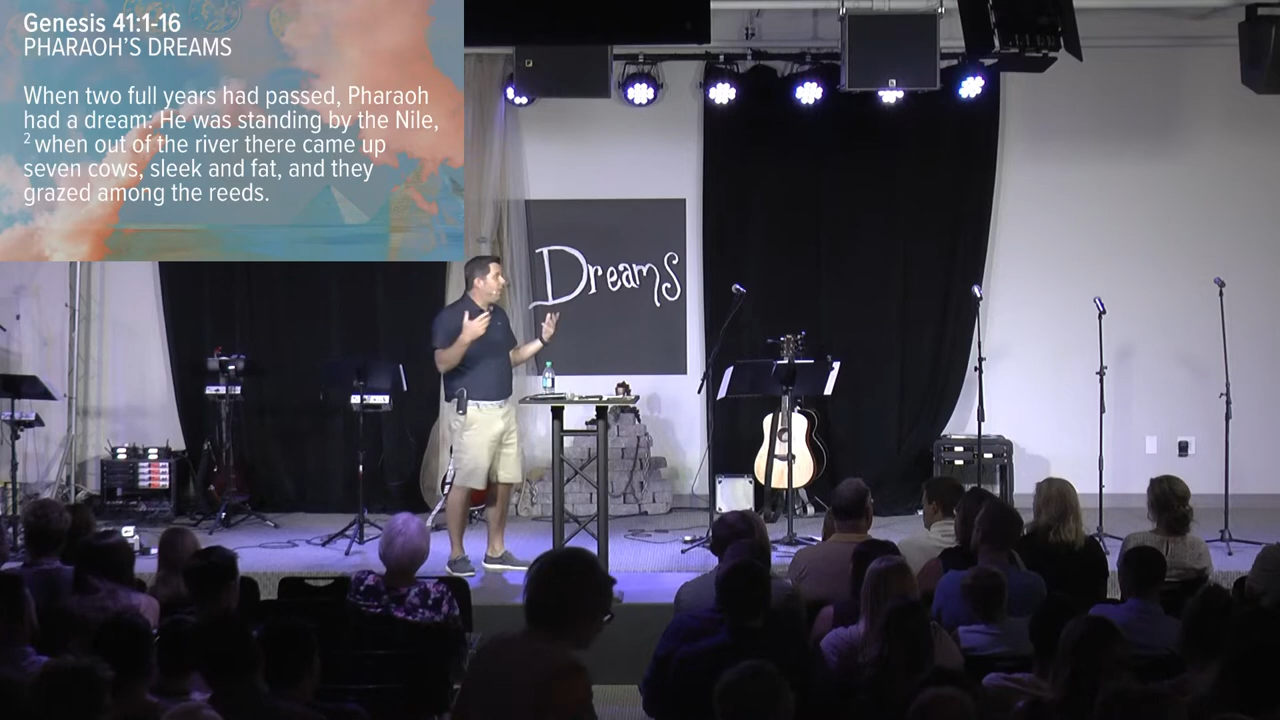 Genesis 41:1-16
PHARAOH'S DREAMS
When two full years had passed, Pharaoh
had a dream: He was standing by the Nile,
2 when out of the river there came up
seven cows, sleek and fat, and they
grazed among the reeds.
Dreams